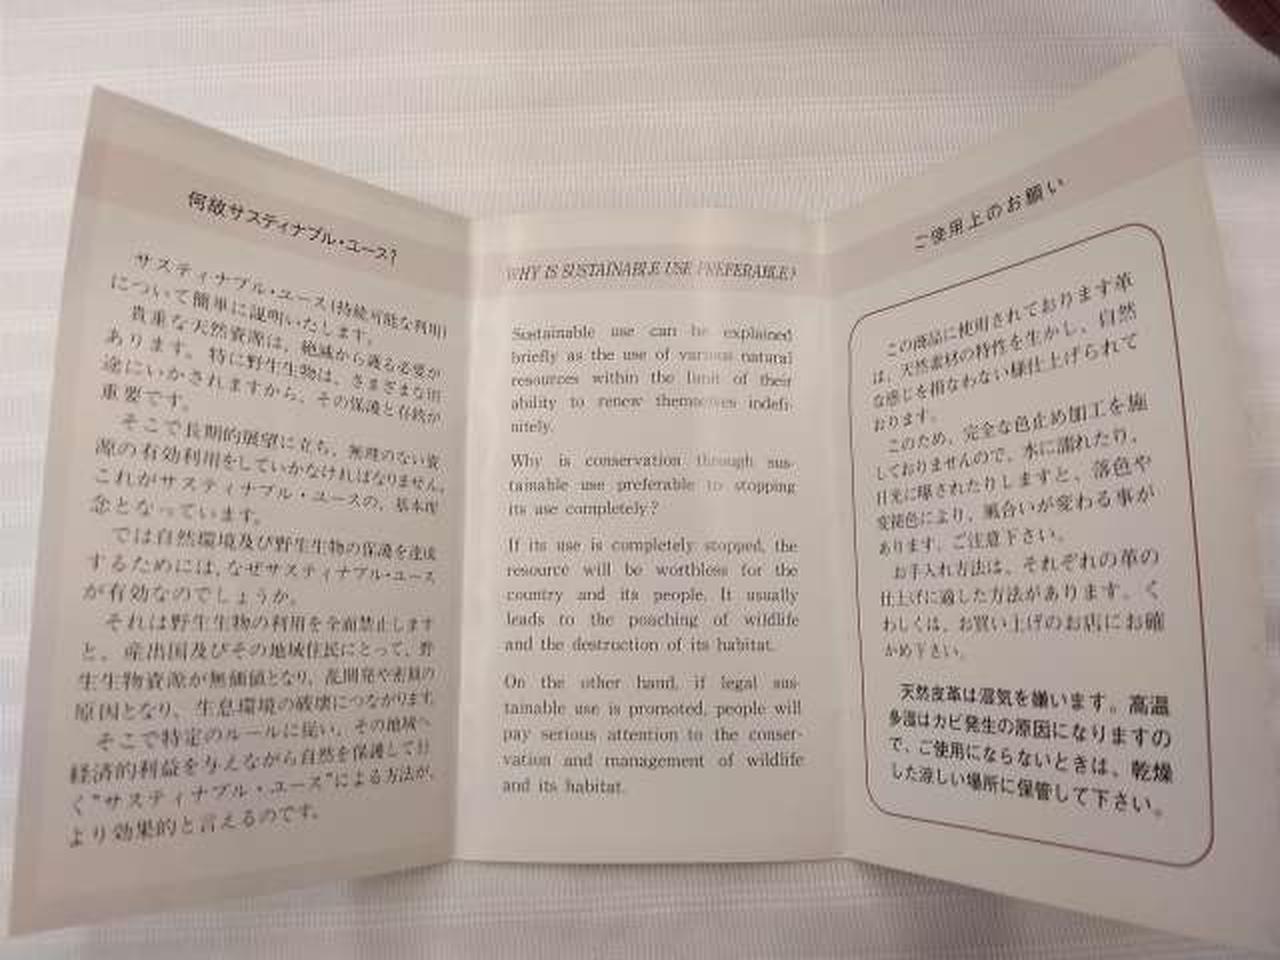 何故サスティナブル・ユース?
サスティナブル・ユース(持続可能な利用)
について簡単に説明いたします。
貴重な天然資源は、絶滅から護る必要が
あります。特に野生生物は、さまざまな用
途にいかされますから、その保護と存続が
重要です。
そこで長期的展望に立ち、無理のない資
源の有効利用をしていかなければなりません。
これがサスティナブル・ユースの、基本理
念となっています。
では自然環境及び野生生物の保護を達成
するためには、なぜサスティナブル・ユース
が有効なのでしょうか。
それは野生生物の利用を全面禁止します
と、産出国及びその地域住民にとって、野
生生物資源が無価値となり、乱開発や密猟の
原因となり、生息環境の破壊につながります。
そこで特定のルールに従い、その地域へ
経済的利益を与えながら自然を保護して行
く"サスティナブル・ユース"による方法が、
より効果的と言えるのです。
WHY IS SUSTAINABLE USE PREFERABLE?
Sustainable use can be explained
briefly as the use of various natural
resources within the limit of their
ability to renew themselves indefi-
nitely.
Why is conservation through sus-
tainable use preferable to stopping
its use completely?
If its use is completely stopped, the
resource will be worthless for the
country and its people. It usually
leads to the poaching of wildlife
and the destruction of its habitat.
On the other hand, if legal sus-
tainable use is promoted, people will
pay serious attention to the conser-
vation and management of wildlife
and its habitat.
ご使用上のお願い
この商品に使用されております革
は、天然素材の特性を生かし、自然
な感じを損なわない様仕上げられて
おります。
このため、完全な色止め加工を施
しておりませんので、水に濡れたり、
日光に曝されたりしますと、落色や
変褪色により、風合いが変わる事が
あります。ご注意下さい。
お手入れ方法は、それぞれの革の
仕上げに適した方法があります。く
わしくは、お買い上げのお店にお確
かめ下さい。
天然皮革は湿気を嫌います。高温
多湿はカビ発生の原因になりますの
で、ご使用にならないときは、乾燥
した涼しい場所に保管して下さい。